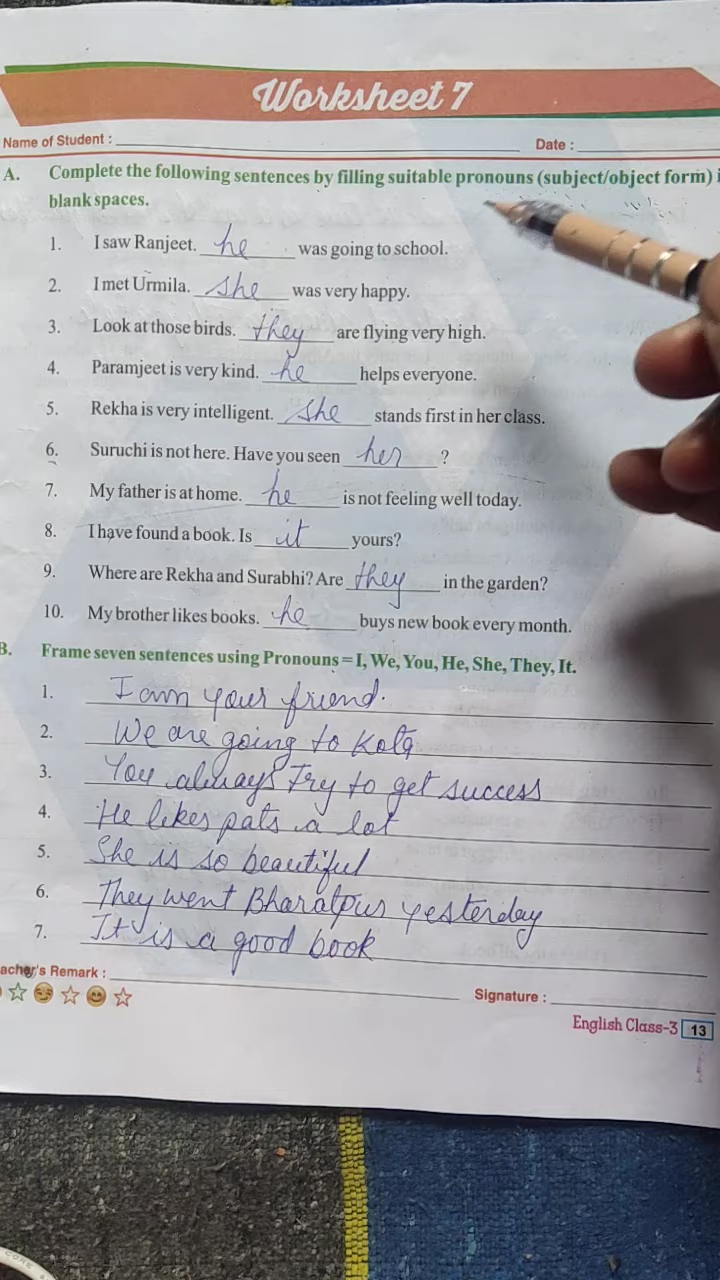 Worksheet 7
Name of Student : Date :
A. Complete the following sentences by filling suitable pronouns (subject/object form) i
blank spaces.
1. I saw Ranjeet. he was going to school.
2. I met Urmila. she was very happy.
3. Look at those birds. they are flying very high.
4. Paramjeet is very kind. he helps everyone.
5. Rekha is very intelligent. she stands first in her class.
6. Suruchi is not here. Have you seen her ?
7. My father is at home. he is not feeling well today.
8. I have found a book. Is it yours?
9. Where are Rekha and Surabhi? Are they in the garden?
10. My brother likes books. he buys new book every month.
B. Frame seven sentences using Pronouns = I, We, You, He, She, They, It.
1. I am your friend.
2. We are going to Kota
3. You always Try to get success
4. He likes pats a lot
5. She is so beautiful
6. They went Bharatpur yesterday
7. It is a good book
acher's Remark :
Signature :
English Class-3 13